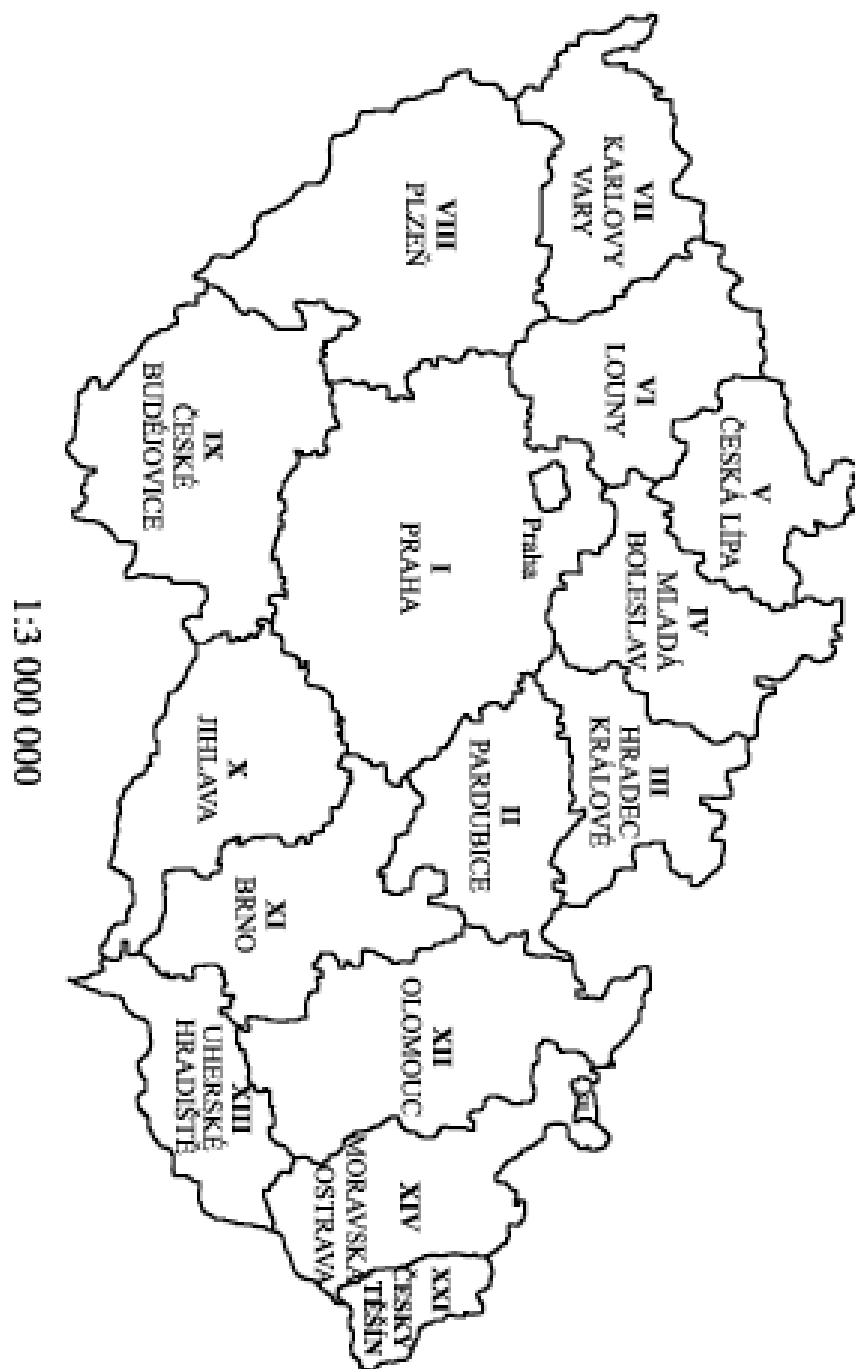 VII
KARLOVY
VARY
V
ČESKÁ LÍPA
VI
LOUNY
IV
MLADÁ
BOLESLAV
III
HRADEC
KRÁLOVÉ
VIII
PLZEŇ
Praha
I
PRAHA
II
PARDUBICE
IX
ČESKÉ
BUDĚJOVICE
X
JIHLAVA
XI
BRNO
XII
OLOMOUC
XIII
UHERSKÉ
HRADIŠTĚ
XIV
MORAVSKÁ
OSTRAVA
XXI
ČESKÝ
TĚŠÍN
1:3 000 000